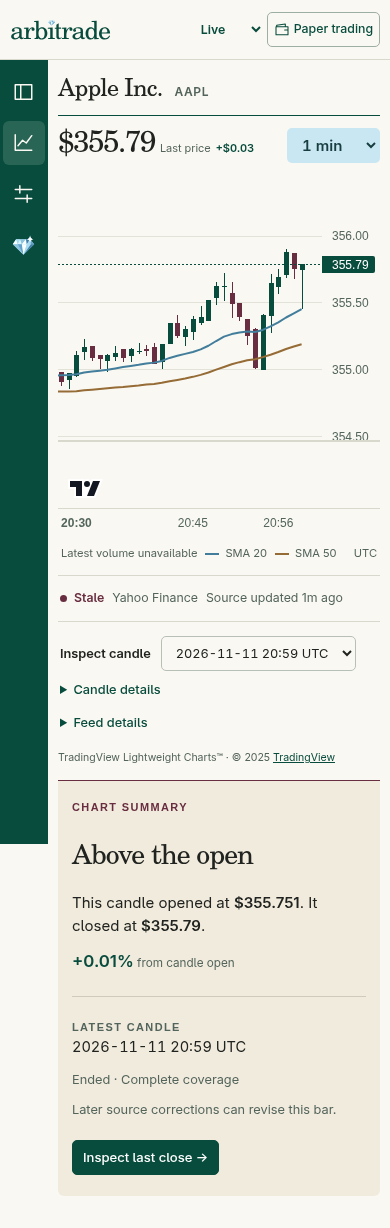 arbitrade
Live
Paper trading
Apple Inc. AAPL
$355.79 Last price +$0.03
1 min
356.00
355.79
355.50
355.00
354.50
20:30 20:45 20:56
Latest volume unavailable SMA 20 SMA 50 UTC
Stale Yahoo Finance Source updated 1m ago
Inspect candle 2026-11-11 20:59 UTC
Candle details
Feed details
TradingView Lightweight Charts™ · © 2025 TradingView
CHART SUMMARY
Above the open
This candle opened at $355.751. It
closed at $355.79.
+0.01% from candle open
LATEST CANDLE
2026-11-11 20:59 UTC
Ended · Complete coverage
Later source corrections can revise this bar.
Inspect last close →